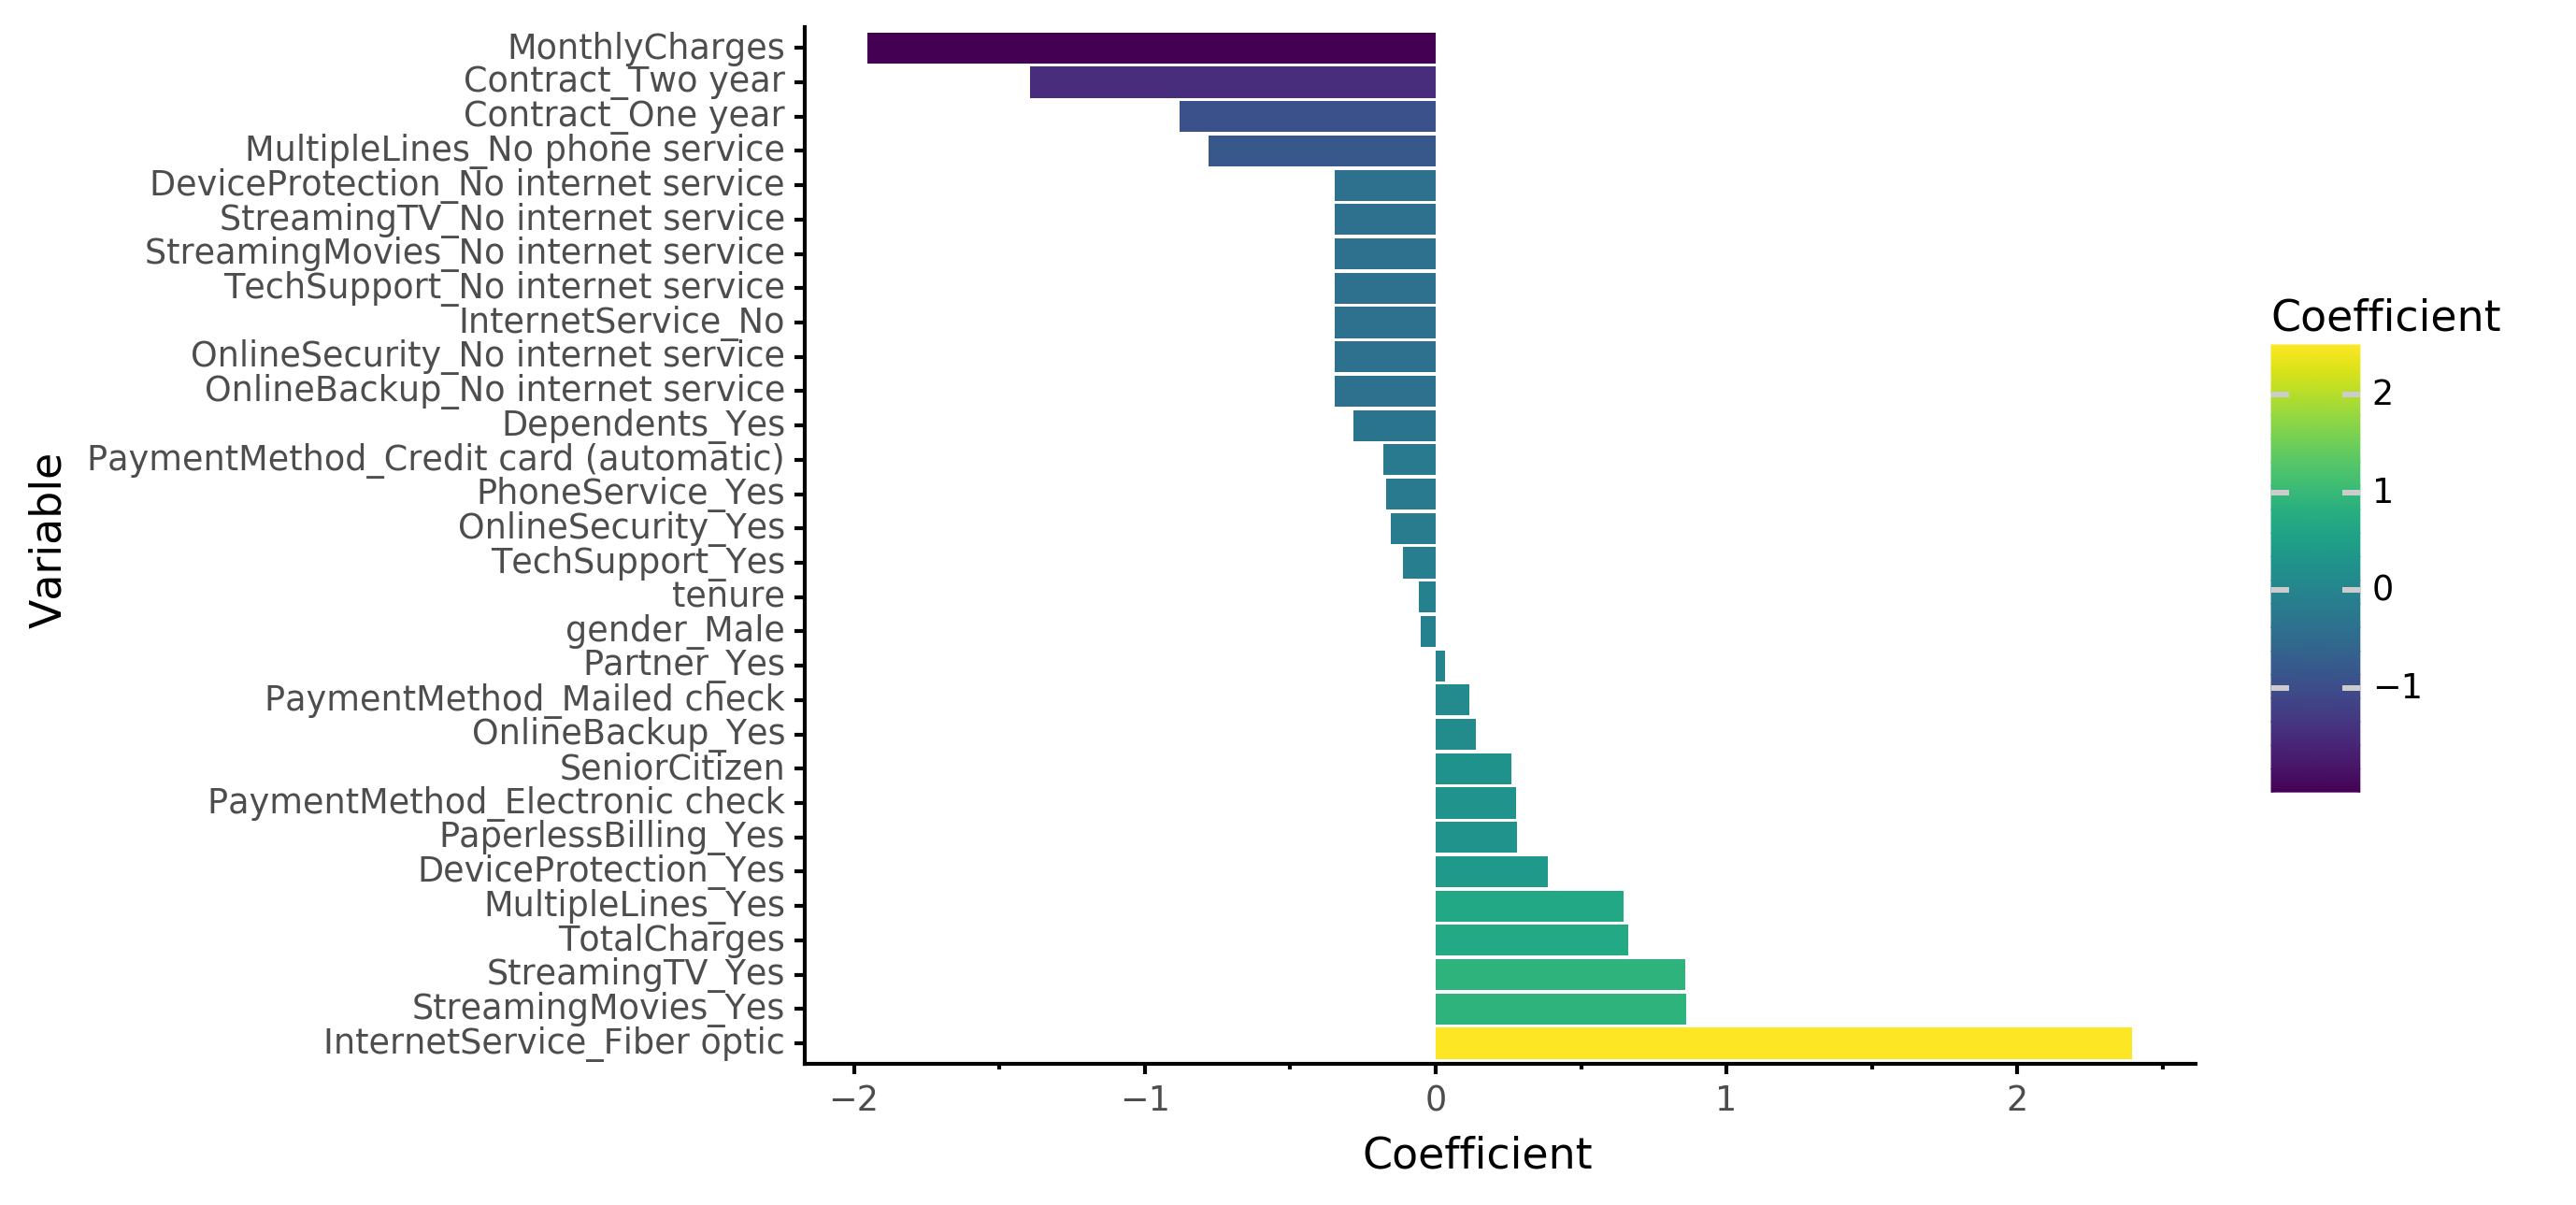 MonthlyCharges
Contract_Two year
Contract_One year
MultipleLines_No phone service
DeviceProtection_No internet service
StreamingTV_No internet service
StreamingMovies_No internet service
TechSupport_No internet service
InternetService_No
OnlineSecurity_No internet service
OnlineBackup_No internet service
Dependents_Yes
PaymentMethod_Credit card (automatic)
PhoneService_Yes
OnlineSecurity_Yes
TechSupport_Yes
tenure
gender_Male
Partner_Yes
PaymentMethod_Mailed check
OnlineBackup_Yes
SeniorCitizen
PaymentMethod_Electronic check
PaperlessBilling_Yes
DeviceProtection_Yes
MultipleLines_Yes
TotalCharges
StreamingTV_Yes
StreamingMovies_Yes
InternetService_Fiber optic
Variable
−2 −1 0 1 2
Coefficient
Coefficient
2
1
0
−1